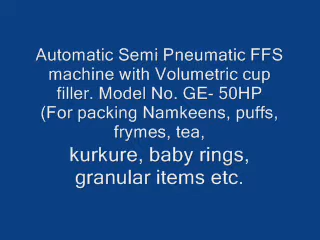 Automatic Semi Pneumatic FFS
machine with Volumetric cup
filler. Model No. GE- 50HP
(For packing Namkeens, puffs,
frymes, tea,
kurkure, baby rings,
granular items etc.